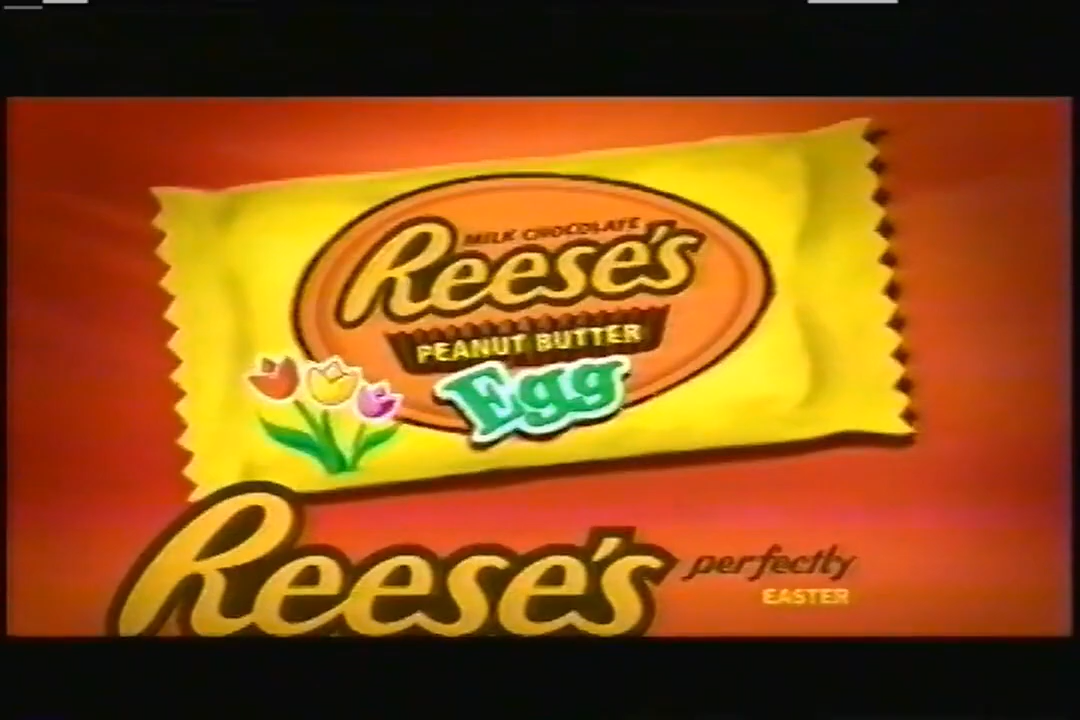 MILK CHOCOLATE
Reese's
PEANUT BUTTER
Egg
Reese's perfectly
EASTER